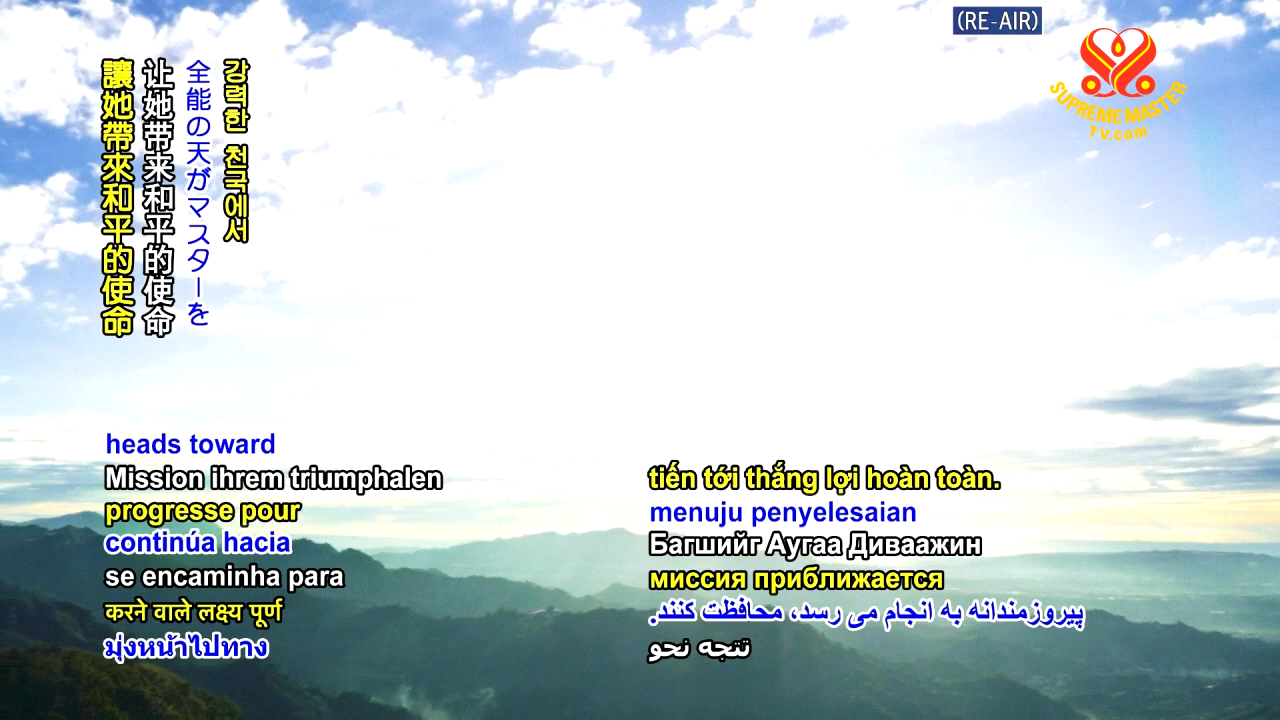 (RE-AIR)
SUPREME MASTER
TV.com
讓她帶來和平的使命
让她带来和平的使命
全能の天がマスターを
강력한 천국에서
heads toward
Mission ihrem triumphalen
progresse pour
continúa hacia
se encaminha para
करने वाले लक्ष्य पूर्ण
มุ่งหน้าไปทาง
tiến tới thắng lợi hoàn toàn.
menuju penyelesaian
Багшийг Аугаа Диваажин
миссия приближается
پیروزمندانه به انجام می رسد، محافظت کنند.
تتجه نحو